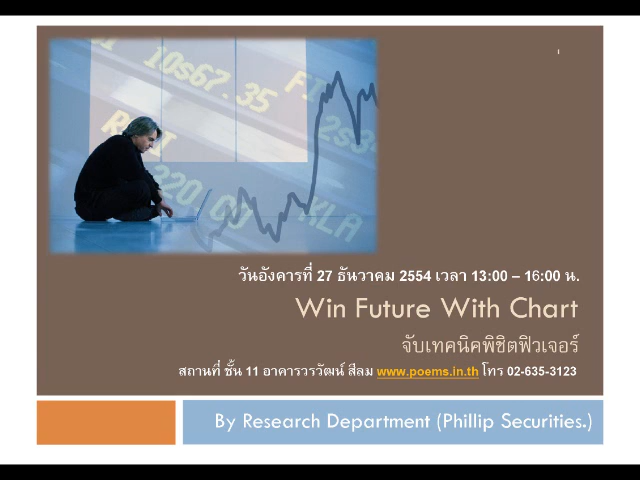 10s67.35
1
วันอังคารที่ 27 ธันวาคม 2554 เวลา 13:00 – 16:00 น.
Win Future With Chart
จับเทคนิคพิชิตฟิวเจอร์
สถานที่ ชั้น 11 อาคารวรวัฒน์ สีลม www.poems.in.th โทร 02-635-3123
By Research Department (Phillip Securities.)